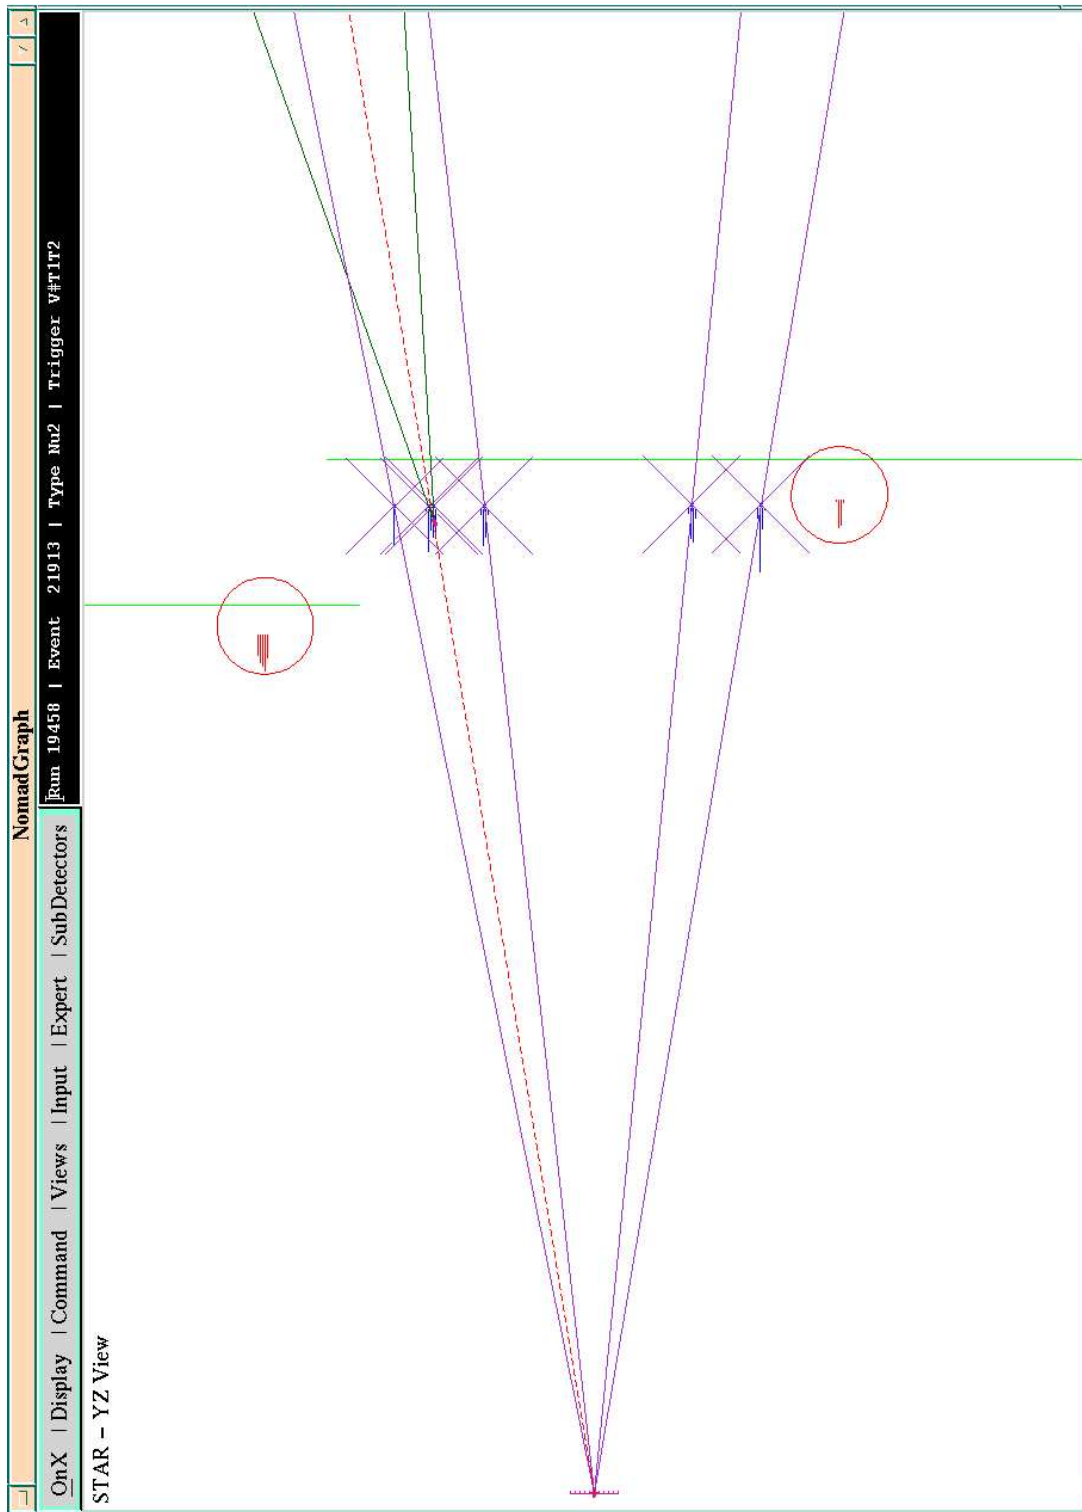 NomadGraph
OnX | Display | Command | Views | Input | Expert | SubDetectors
Run 19458 | Event 21913 | Type Nu2 | Trigger V#T1T2
STAR - YZ View